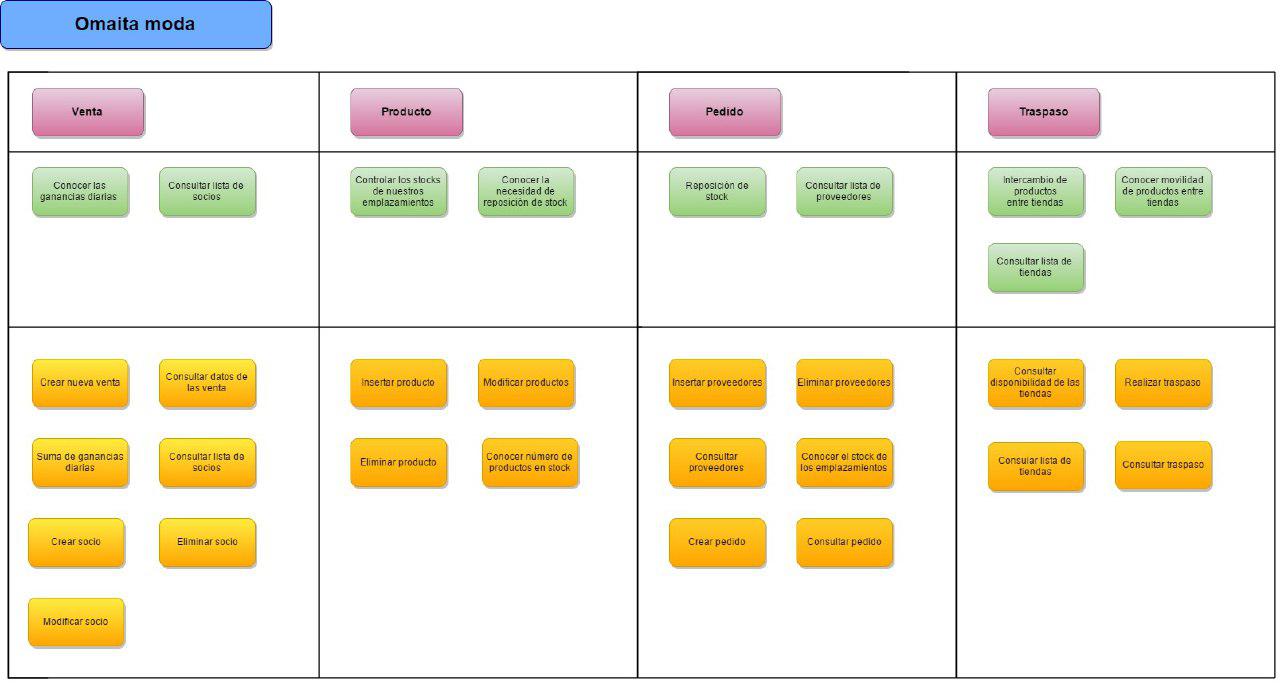 Omaita moda
Venta
Producto
Pedido
Traspaso
Conocer las
ganancias diarias
Consultar lista de
socios
Controlar los stocks
de nuestros
emplazamientos
Conocer la
necesidad de
reposición de stock
Reposición de
stock
Consultar lista de
proveedores
Intercambio de
productos
entre tiendas
Conocer movilidad
de productos entre
tiendas
Consultar lista de
tiendas
Crear nueva venta
Consultar datos de
las venta
Insertar producto
Modificar productos
Insertar proveedores
Eliminar proveedores
Consultar
disponibilidad de las
tiendas
Realizar traspaso
Suma de ganancias
diarias
Consultar lista de
socios
Eliminar producto
Conocer número de
productos en stock
Consultar
proveedores
Conocer el stock de
los emplazamientos
Consular lista de
tiendas
Consultar traspaso
Crear socio
Eliminar socio
Crear pedido
Consultar pedido
Modificar socio